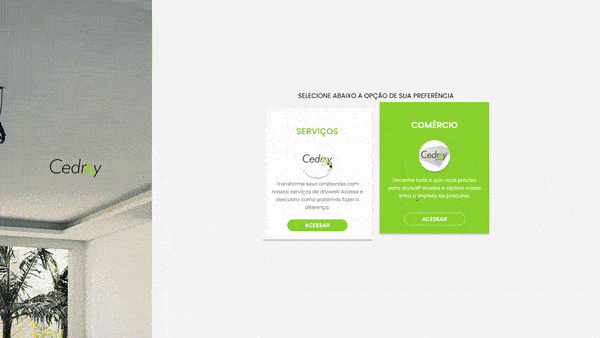 SELECIONE ABAIXO A OPÇÃO DE SUA PREFERÊNCIA
Cedroy
SERVIÇOS
Cedroy
Transforme seus ambientes com
nossos serviços de drywall! Acesse e
descubra como podemos fazer a
diferença.
ACESSAR
COMÉRCIO
Cedroy
Encontre tudo o que você precisa
para drywall! Acesse e explore nossa
linha completa de produtos.
ACESSAR